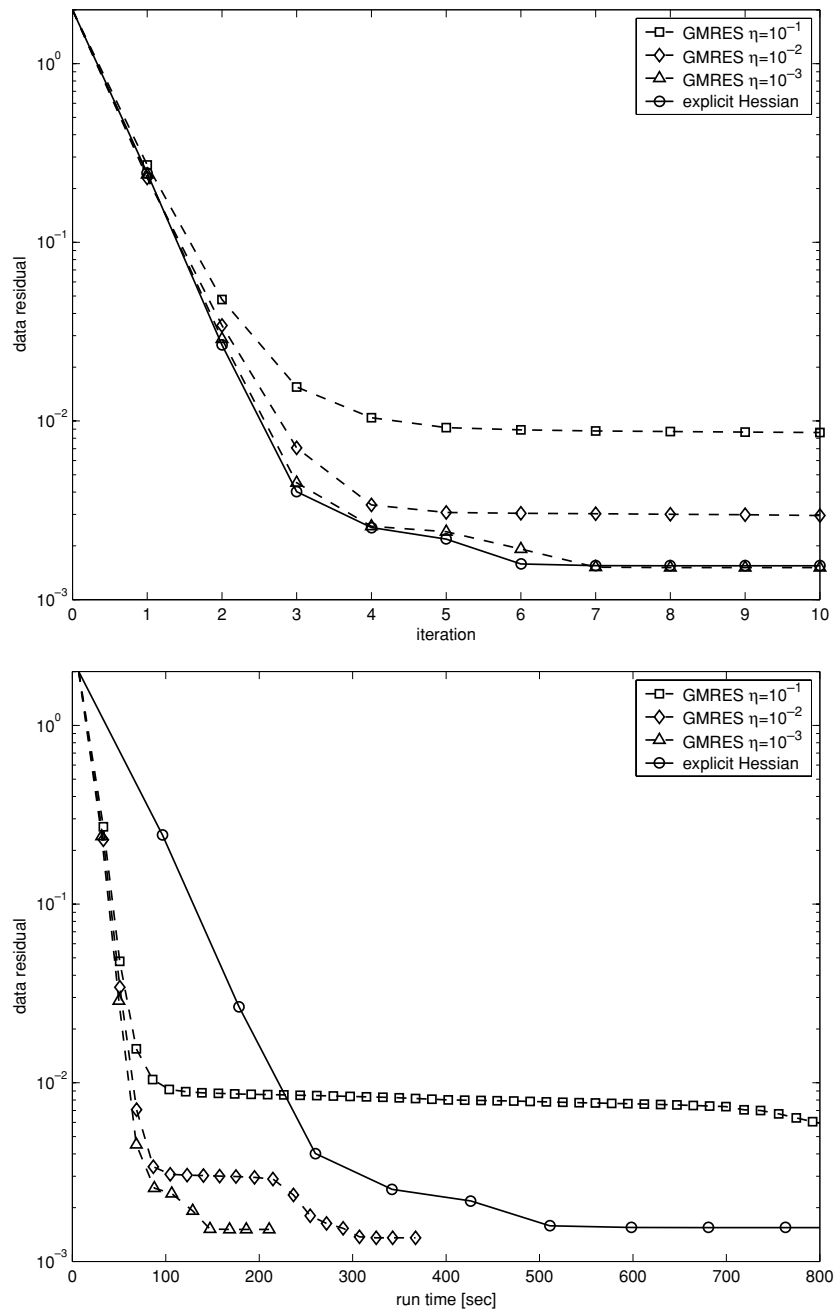 GMRES η=10⁻¹
GMRES η=10⁻²
GMRES η=10⁻³
explicit Hessian
10⁰
10⁻¹
10⁻²
10⁻³
data residual
0 1 2 3 4 5 6 7 8 9 10
iteration
GMRES η=10⁻¹
GMRES η=10⁻²
GMRES η=10⁻³
explicit Hessian
10⁰
10⁻¹
10⁻²
10⁻³
data residual
0 100 200 300 400 500 600 700 800
run time [sec]